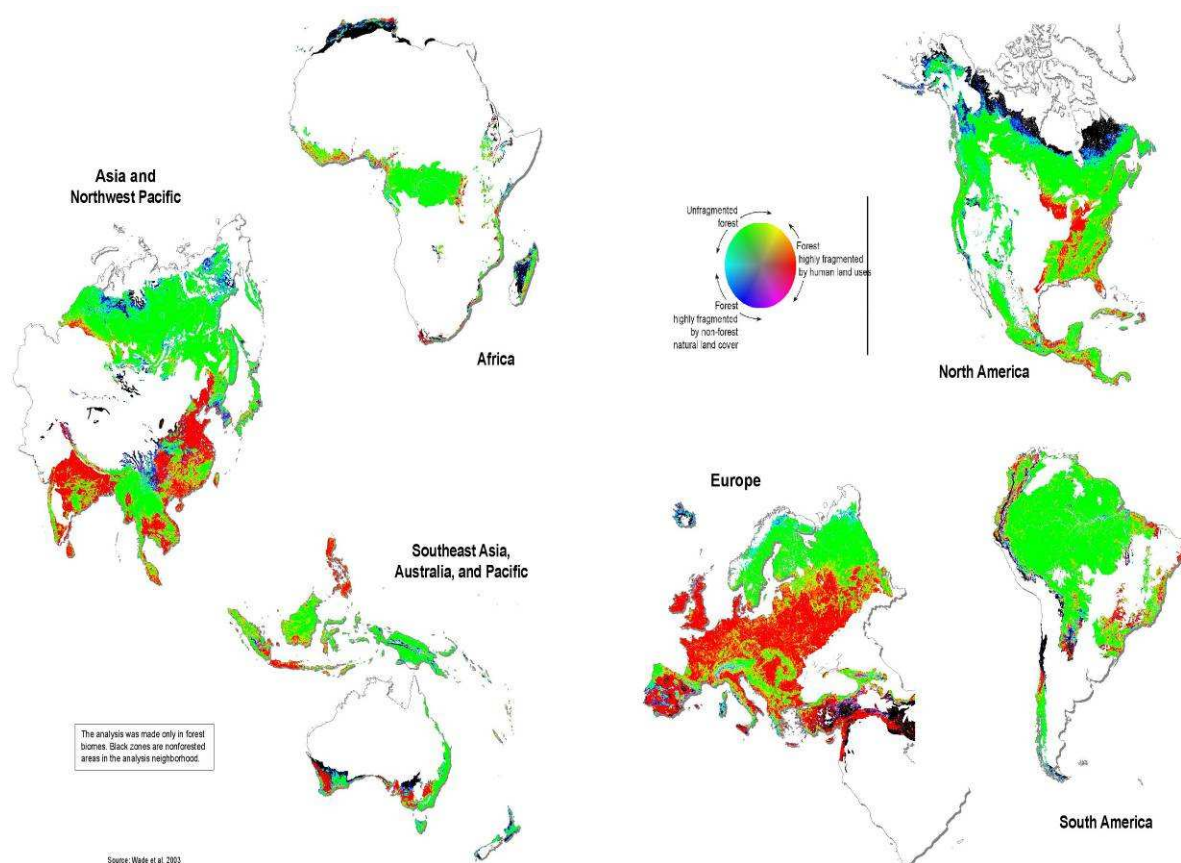 Asia and
Northwest Pacific
Africa
Unfragmented
forest
Forest
highly fragmented
by human land uses
Forest
highly fragmented
by non-forest
natural land cover
North America
Southeast Asia,
Australia, and Pacific
Europe
South America
The analysis was made only in forest
biomes. Black zones are nonforested
areas in the analysis neighborhood.
Source: Wade et al. 2003